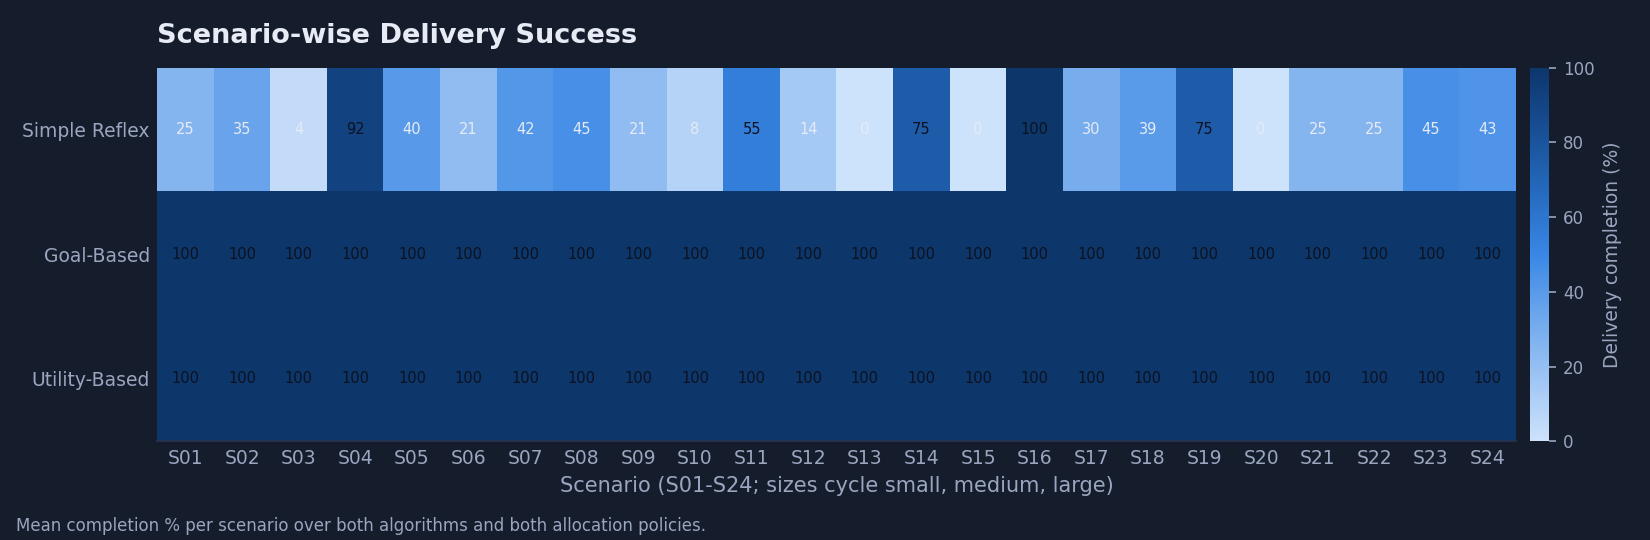 Scenario-wise Delivery Success
Simple Reflex 25 35 4 92 40 21 42 45 21 8 55 14 0 75 0 100 30 39 75 0 25 25 45 43
Goal-Based 100 100 100 100 100 100 100 100 100 100 100 100 100 100 100 100 100 100 100 100 100 100 100 100
Utility-Based 100 100 100 100 100 100 100 100 100 100 100 100 100 100 100 100 100 100 100 100 100 100 100 100
S01 S02 S03 S04 S05 S06 S07 S08 S09 S10 S11 S12 S13 S14 S15 S16 S17 S18 S19 S20 S21 S22 S23 S24
Scenario (S01-S24; sizes cycle small, medium, large)
100
80
60
40
20
0
Delivery completion (%)
Mean completion % per scenario over both algorithms and both allocation policies.